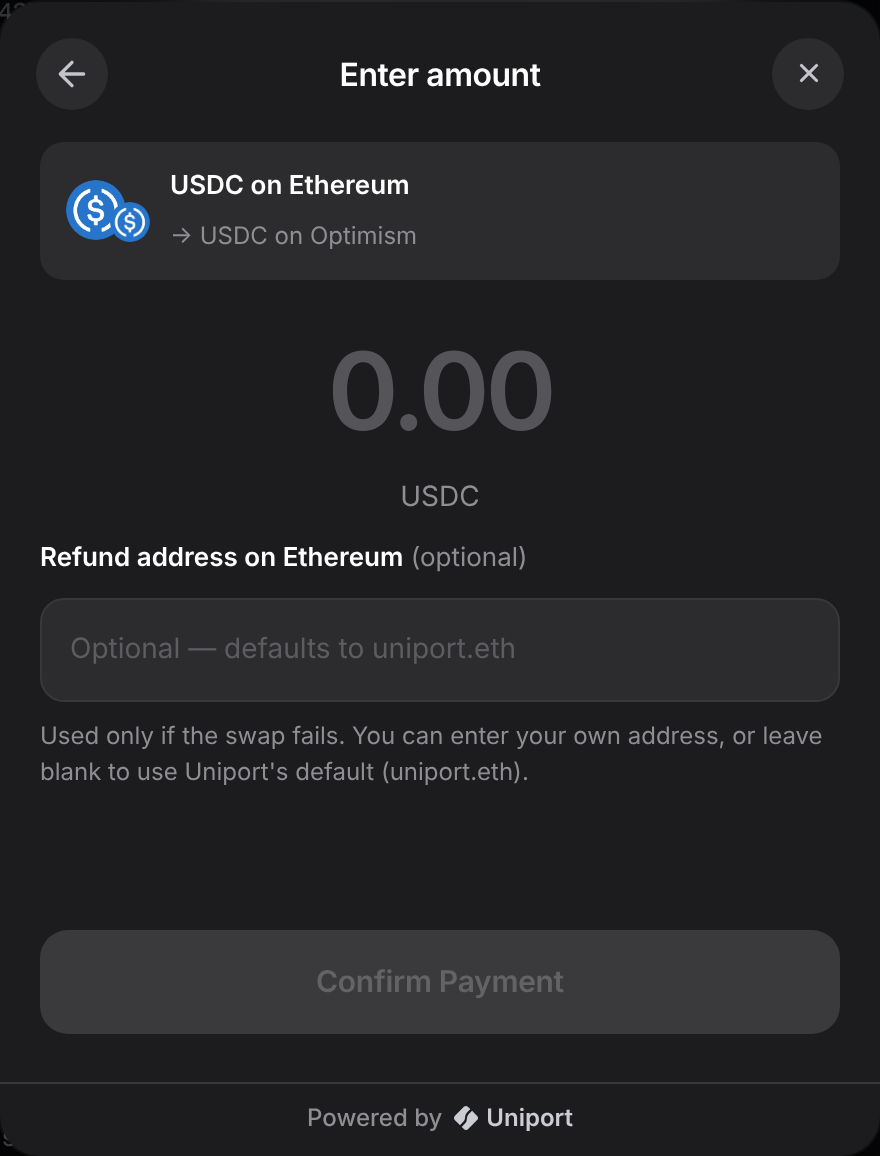 Enter amount
USDC on Ethereum
→ USDC on Optimism
0.00
USDC
Refund address on Ethereum (optional)
Optional — defaults to uniport.eth
Used only if the swap fails. You can enter your own address, or leave
blank to use Uniport's default (uniport.eth).
Confirm Payment
Powered by Uniport